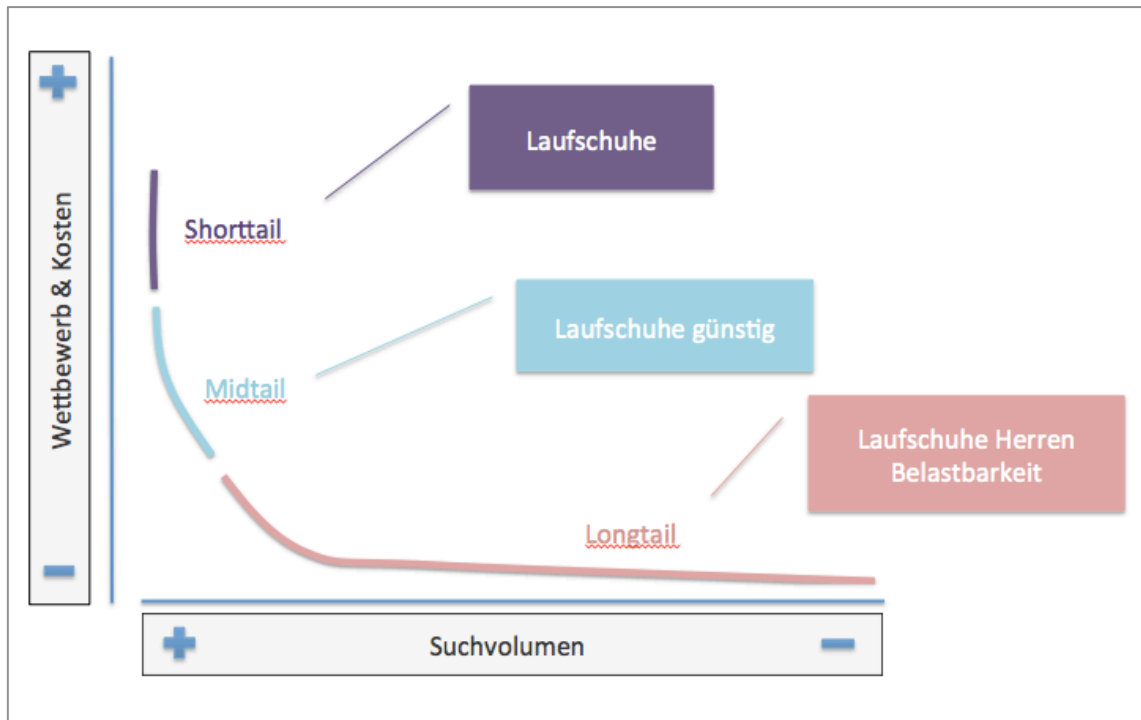 Wettbewerb & Kosten
Laufschuhe
Shorttail
Laufschuhe günstig
Midtail
Laufschuhe Herren
Belastbarkeit
Longtail
Suchvolumen